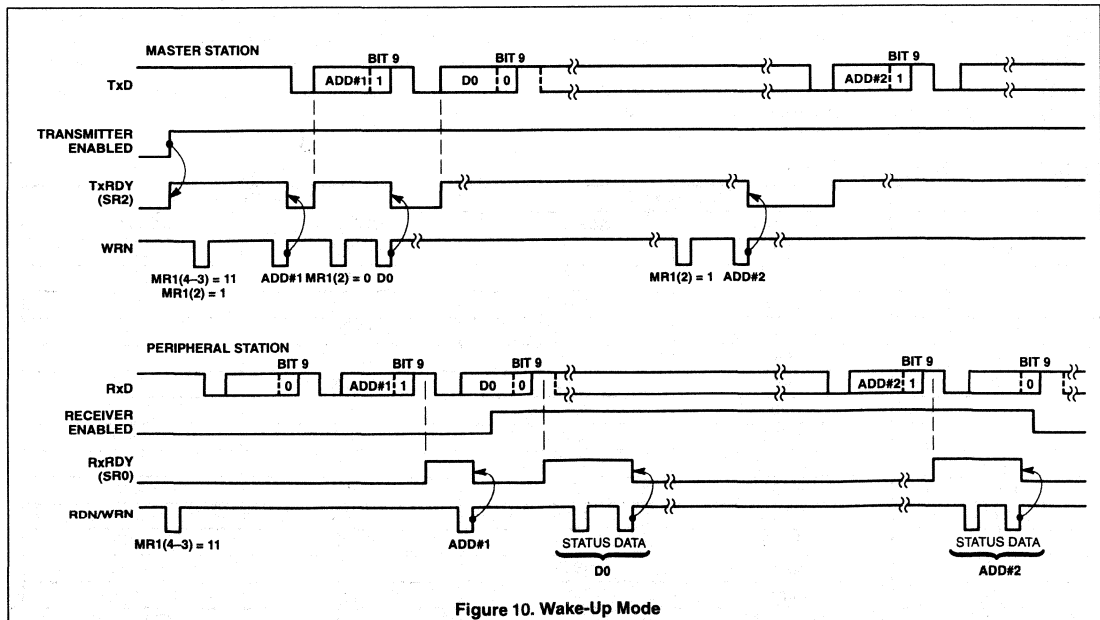 MASTER STATION
BIT 9 BIT 9 BIT 9
TxD ADD#1 1 D0 0 ADD#2 1
TRANSMITTER
ENABLED
TxRDY
(SR2)
WRN
MR1(4–3) = 11 ADD#1 MR1(2) = 0 D0 MR1(2) = 1 ADD#2
MR1(2) = 1
PERIPHERAL STATION
BIT 9 BIT 9 BIT 9 BIT 9 BIT 9
RxD 0 ADD#1 1 D0 0 ADD#2 1 0
RECEIVER
ENABLED
RxRDY
(SR0)
RDN/WRN
MR1(4–3) = 11 ADD#1 STATUS DATA STATUS DATA
D0 ADD#2
Figure 10. Wake-Up Mode